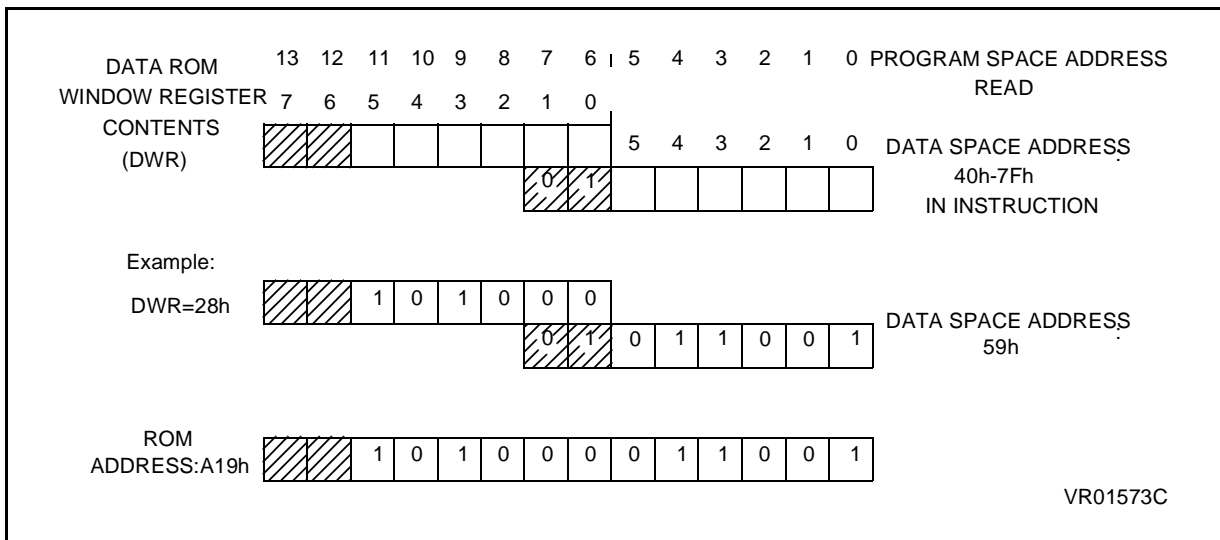 13 12 11 10 9 8 7 6 5 4 3 2 1 0 PROGRAM SPACE ADDRESS
READ
DATA ROM
WINDOW REGISTER
CONTENTS
(DWR)
7 6 5 4 3 2 1 0
5 4 3 2 1 0
DATA SPACE ADDRESS
:
40h-7Fh
IN INSTRUCTION
0 1
Example:
DWR=28h
1 0 1 0 0 0
0 1 0 1 1 0 0 1
DATA SPACE ADDRESS
:
59h
ROM
ADDRESS:A19h
1 0 1 0 0 0 0 1 1 0 0 1
VR01573C